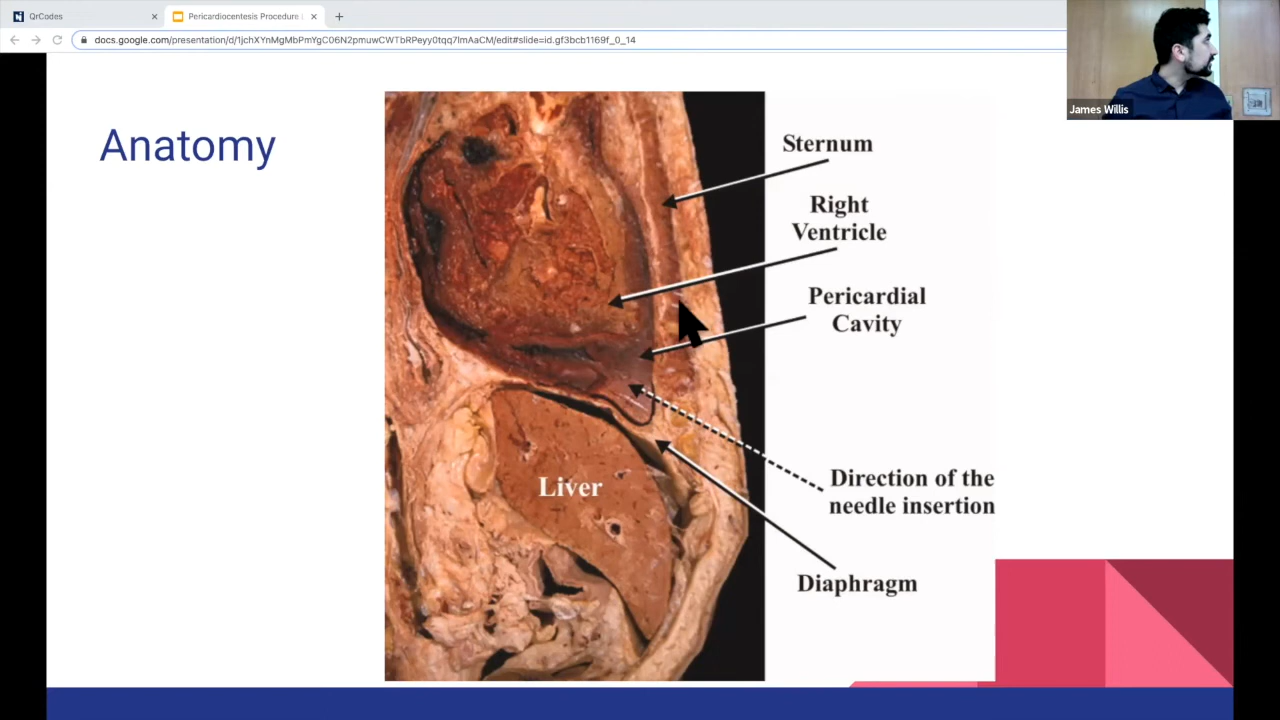 QrCodes
Pericardiocentesis Procedure
docs.google.com/presentation/d/1jchXYnMgMbPmYgC06N2pmuwCWTbRPeyy0tqq7ImAaCM/edit#slide=id.gf3bcb1169f_0_14
James Willis
Anatomy
Sternum
Right
Ventricle
Pericardial
Cavity
Liver
Direction of the
needle insertion
Diaphragm